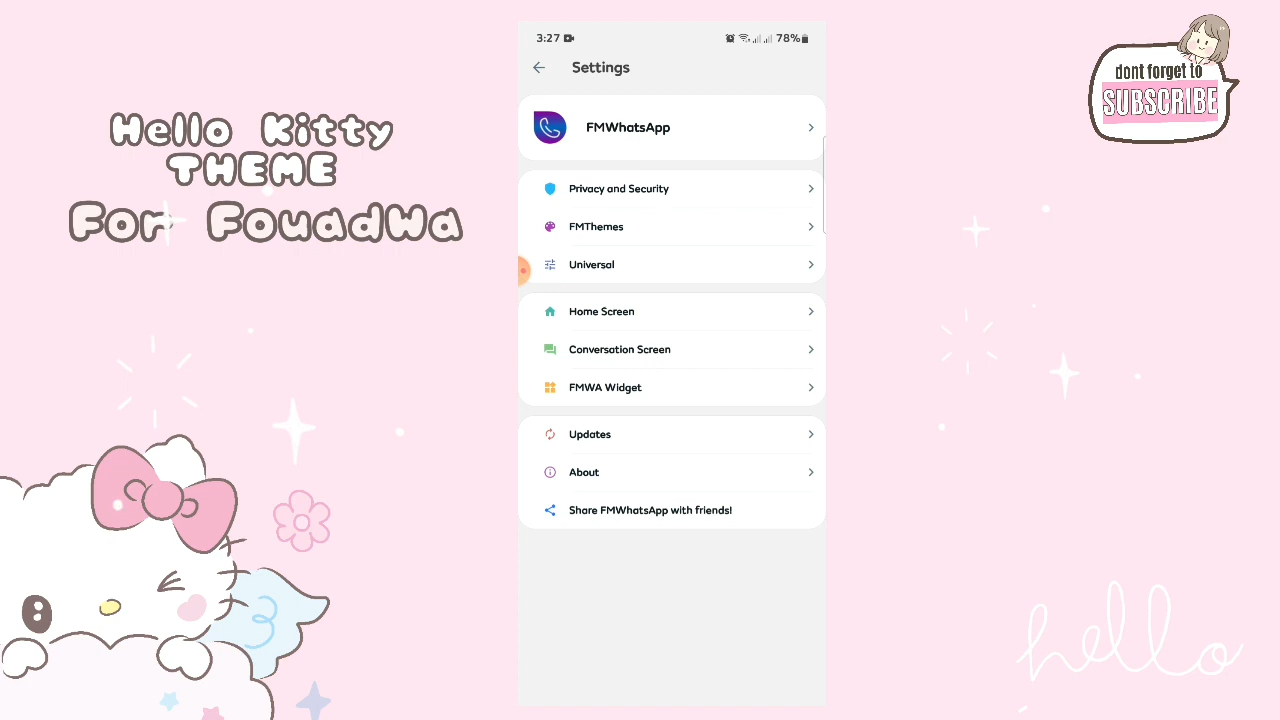 Hello Kitty
THEME
For FouadWa
3:27
78%
Settings
FMWhatsApp
Privacy and Security
FMThemes
Universal
Home Screen
Conversation Screen
FMWA Widget
Updates
About
Share FMWhatsApp with friends!
dont forget to
SUBSCRIBE
hello